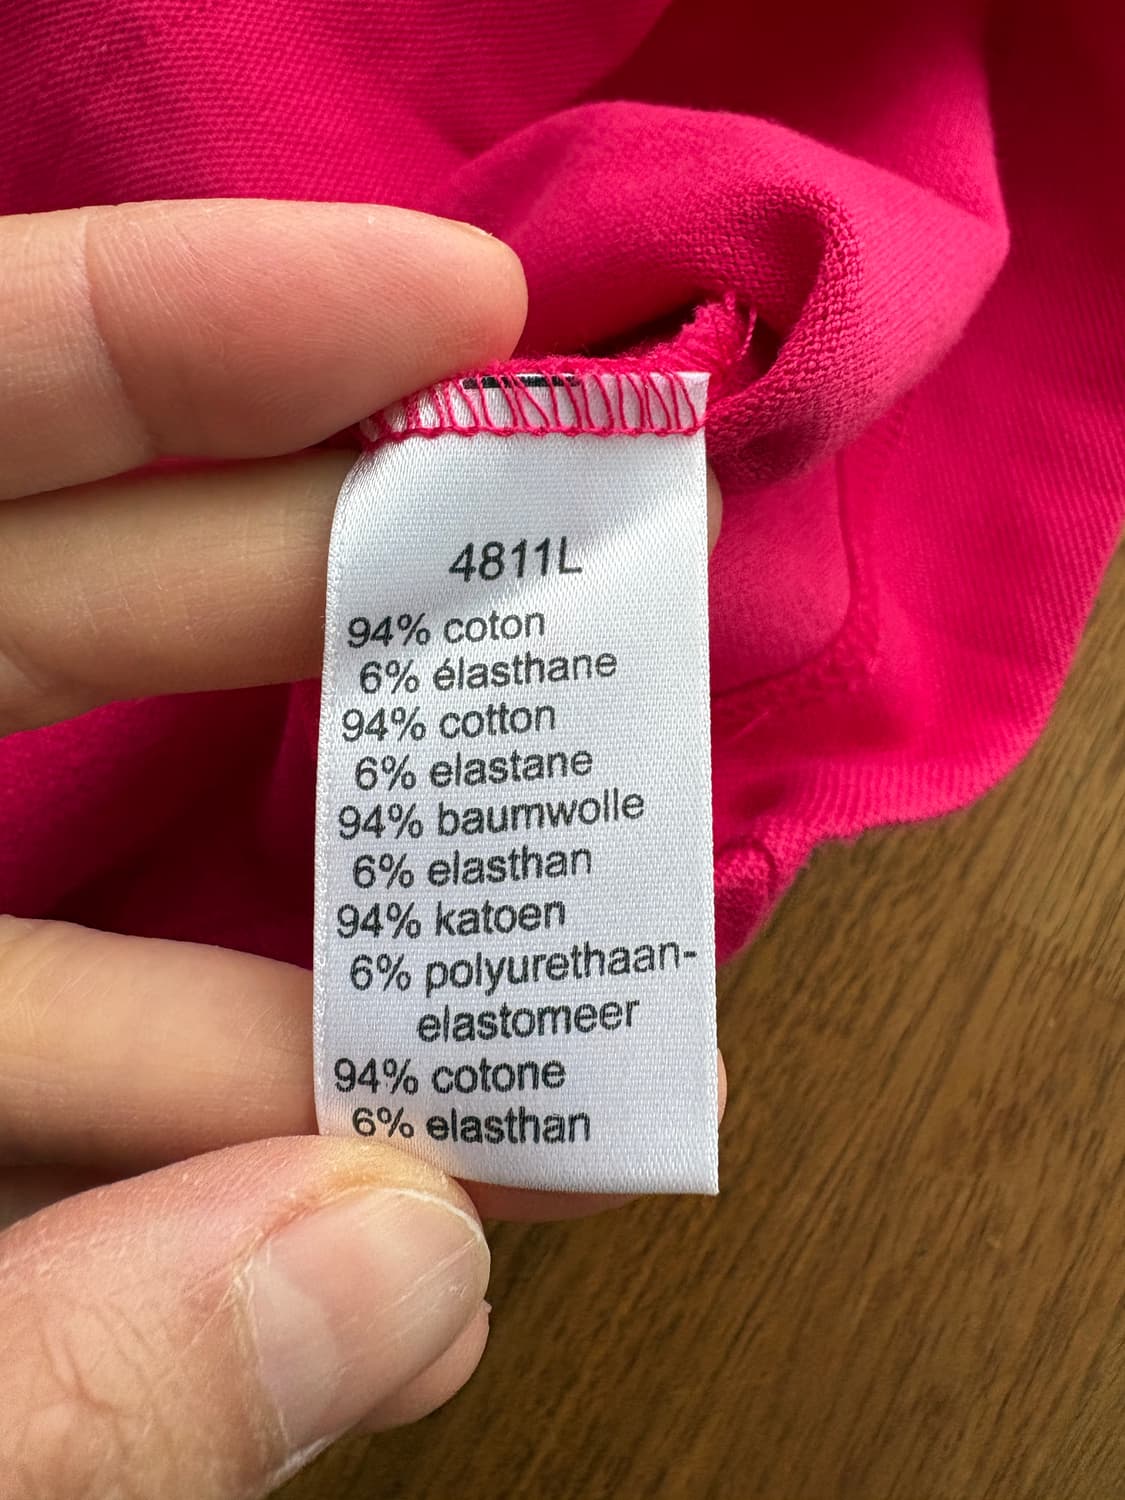 4811L
94% coton
6% élasthane
94% cotton
6% elastane
94% baumwolle
6% elasthan
94% katoen
6% polyurethaan-
elastomeer
94% cotone
6% elasthan